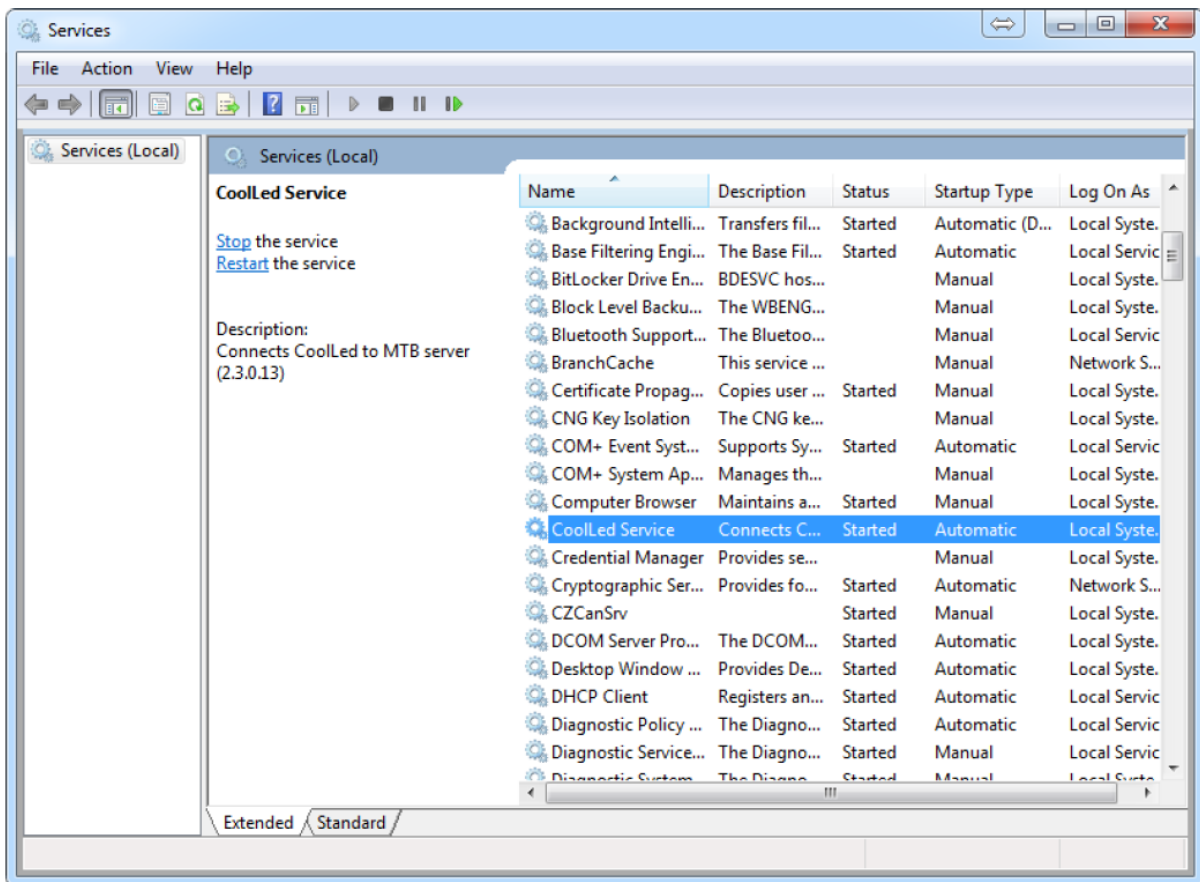 Services
File Action View Help
Services (Local)
Services (Local)
CoolLed Service
Stop the service
Restart the service
Description:
Connects CoolLed to MTB server
(2.3.0.13)
Name Description Status Startup Type Log On As
Background Intelli... Transfers fil... Started Automatic (D... Local Syste.
Base Filtering Engi... The Base Fil... Started Automatic Local Servic
BitLocker Drive En... BDESVC hos... Manual Local Syste.
Block Level Backu... The WBENG... Manual Local Syste.
Bluetooth Support... The Bluetoo... Manual Local Servic
BranchCache This service ... Manual Network S...
Certificate Propag... Copies user ... Started Manual Local Syste.
CNG Key Isolation The CNG ke... Manual Local Syste.
COM+ Event Syst... Supports Sy... Started Automatic Local Servic
COM+ System Ap... Manages th... Manual Local Syste.
Computer Browser Maintains a... Started Manual Local Syste.
CoolLed Service Connects C... Started Automatic Local Syste.
Credential Manager Provides se... Manual Local Syste.
Cryptographic Ser... Provides fo... Started Automatic Network S...
CZCanSrv Started Manual Local Syste.
DCOM Server Pro... The DCOM... Started Automatic Local Syste.
Desktop Window ... Provides De... Started Automatic Local Syste.
DHCP Client Registers an... Started Automatic Local Servic
Diagnostic Policy ... The Diagno... Started Automatic Local Servic
Diagnostic Service... The Diagno... Started Manual Local Servic
Diagnostic System The Diagno... Started Manual Local Syste.
Extended Standard